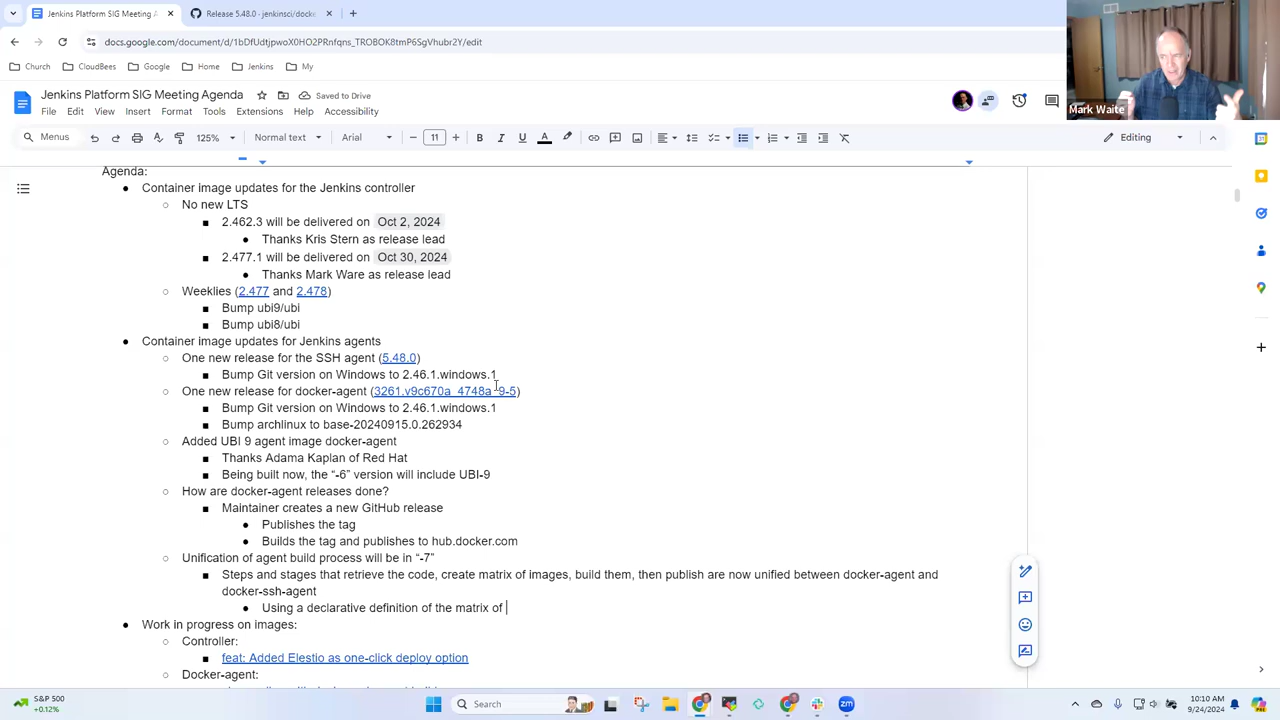 Jenkins Platform SIG Meeting A
Release 5.48.0 - jenkinsci/docke
docs.google.com/document/d/1bDfUdtjpwoX0HO2PRnfqns_TROBOK8tmP6SgVhubr2Y/edit
Church
CloudBees
Google
Home
Jenkins
My
Mark Waite
Jenkins Platform SIG Meeting Agenda
Saved to Drive
File Edit View Insert Format Tools Extensions Help Accessibility
Menus
125%
Normal text
Arial
11
B I U A
Editing
Agenda:
Container image updates for the Jenkins controller
No new LTS
2.462.3 will be delivered on Oct 2, 2024
Thanks Kris Stern as release lead
2.477.1 will be delivered on Oct 30, 2024
Thanks Mark Ware as release lead
Weeklies (2.477 and 2.478)
Bump ubi9/ubi
Bump ubi8/ubi
Container image updates for Jenkins agents
One new release for the SSH agent (5.48.0)
Bump Git version on Windows to 2.46.1.windows.1
One new release for docker-agent (3261.v9c670a_4748a_9-5)
Bump Git version on Windows to 2.46.1.windows.1
Bump archlinux to base-20240915.0.262934
Added UBI 9 agent image docker-agent
Thanks Adama Kaplan of Red Hat
Being built now, the “-6” version will include UBI-9
How are docker-agent releases done?
Maintainer creates a new GitHub release
Publishes the tag
Builds the tag and publishes to hub.docker.com
Unification of agent build process will be in “-7”
Steps and stages that retrieve the code, create matrix of images, build them, then publish are now unified between docker-agent and
docker-ssh-agent
Using a declarative definition of the matrix of
Work in progress on images:
Controller:
feat: Added Elestio as one-click deploy option
Docker-agent:
S&P 500
+0.12%
Search
10:10 AM
9/24/2024